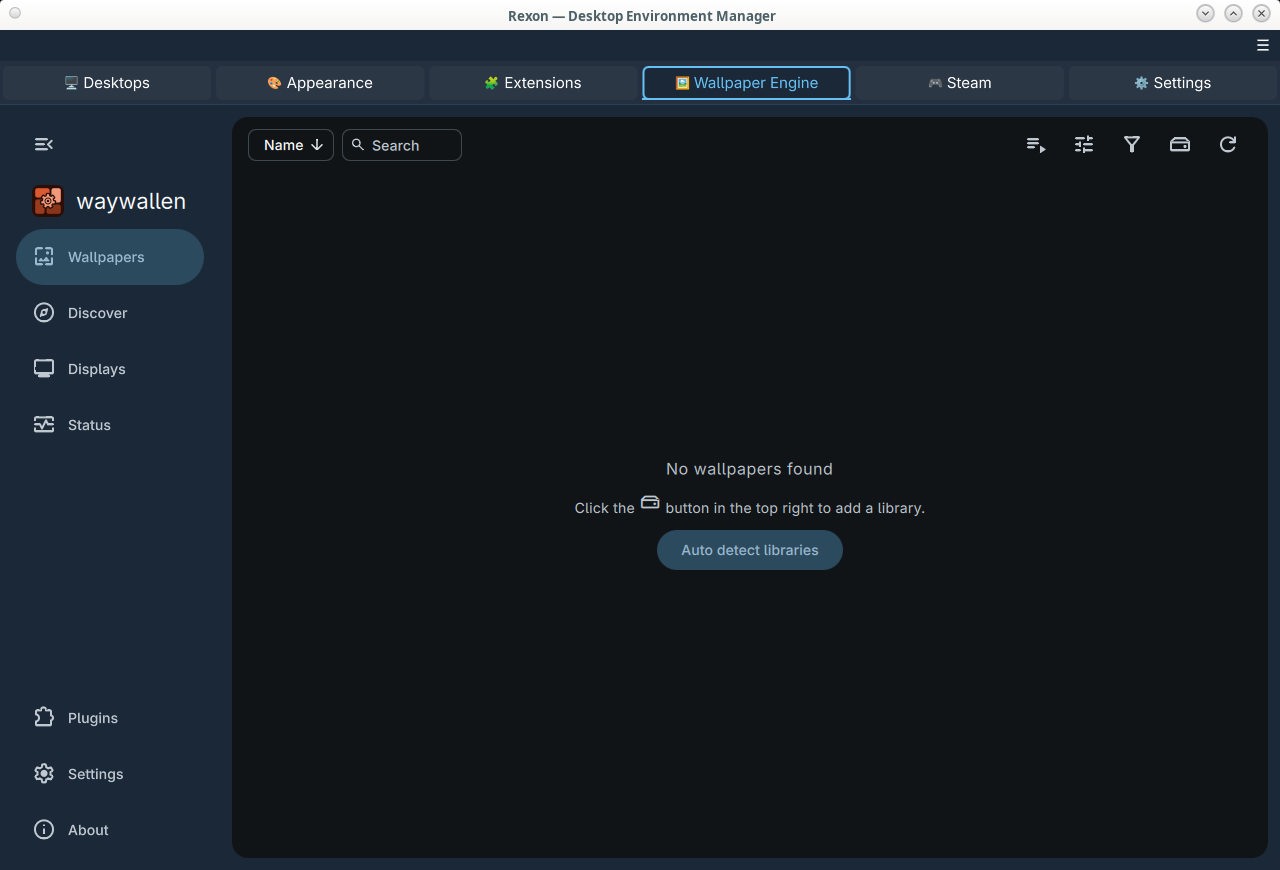 Rexon — Desktop Environment Manager
🖥️ Desktops
🎨 Appearance
🧩 Extensions
🖼️ Wallpaper Engine
🎮 Steam
⚙️ Settings
Name ↓
Search
waywallen
Wallpapers
Discover
Displays
Status
No wallpapers found
Click the button in the top right to add a library.
Auto detect libraries
Plugins
Settings
About